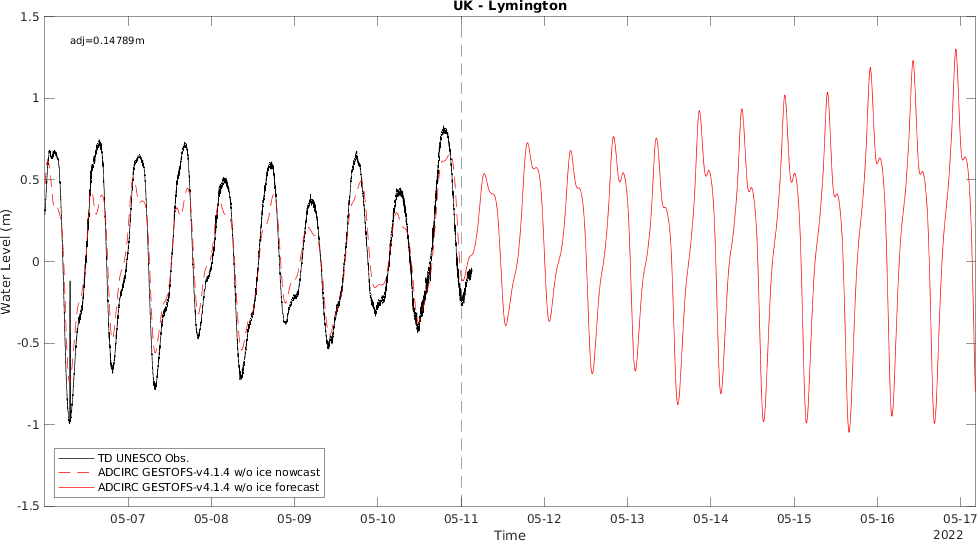 UK - Lymington
adj=0.14789m
1.5
1
0.5
0
-0.5
-1
-1.5
Water Level (m)
TD UNESCO Obs.
ADCIRC GESTOFS-v4.1.4 w/o ice nowcast
ADCIRC GESTOFS-v4.1.4 w/o ice forecast
05-07 05-08 05-09 05-10 05-11 05-12 05-13 05-14 05-15 05-16 05-17
Time
2022